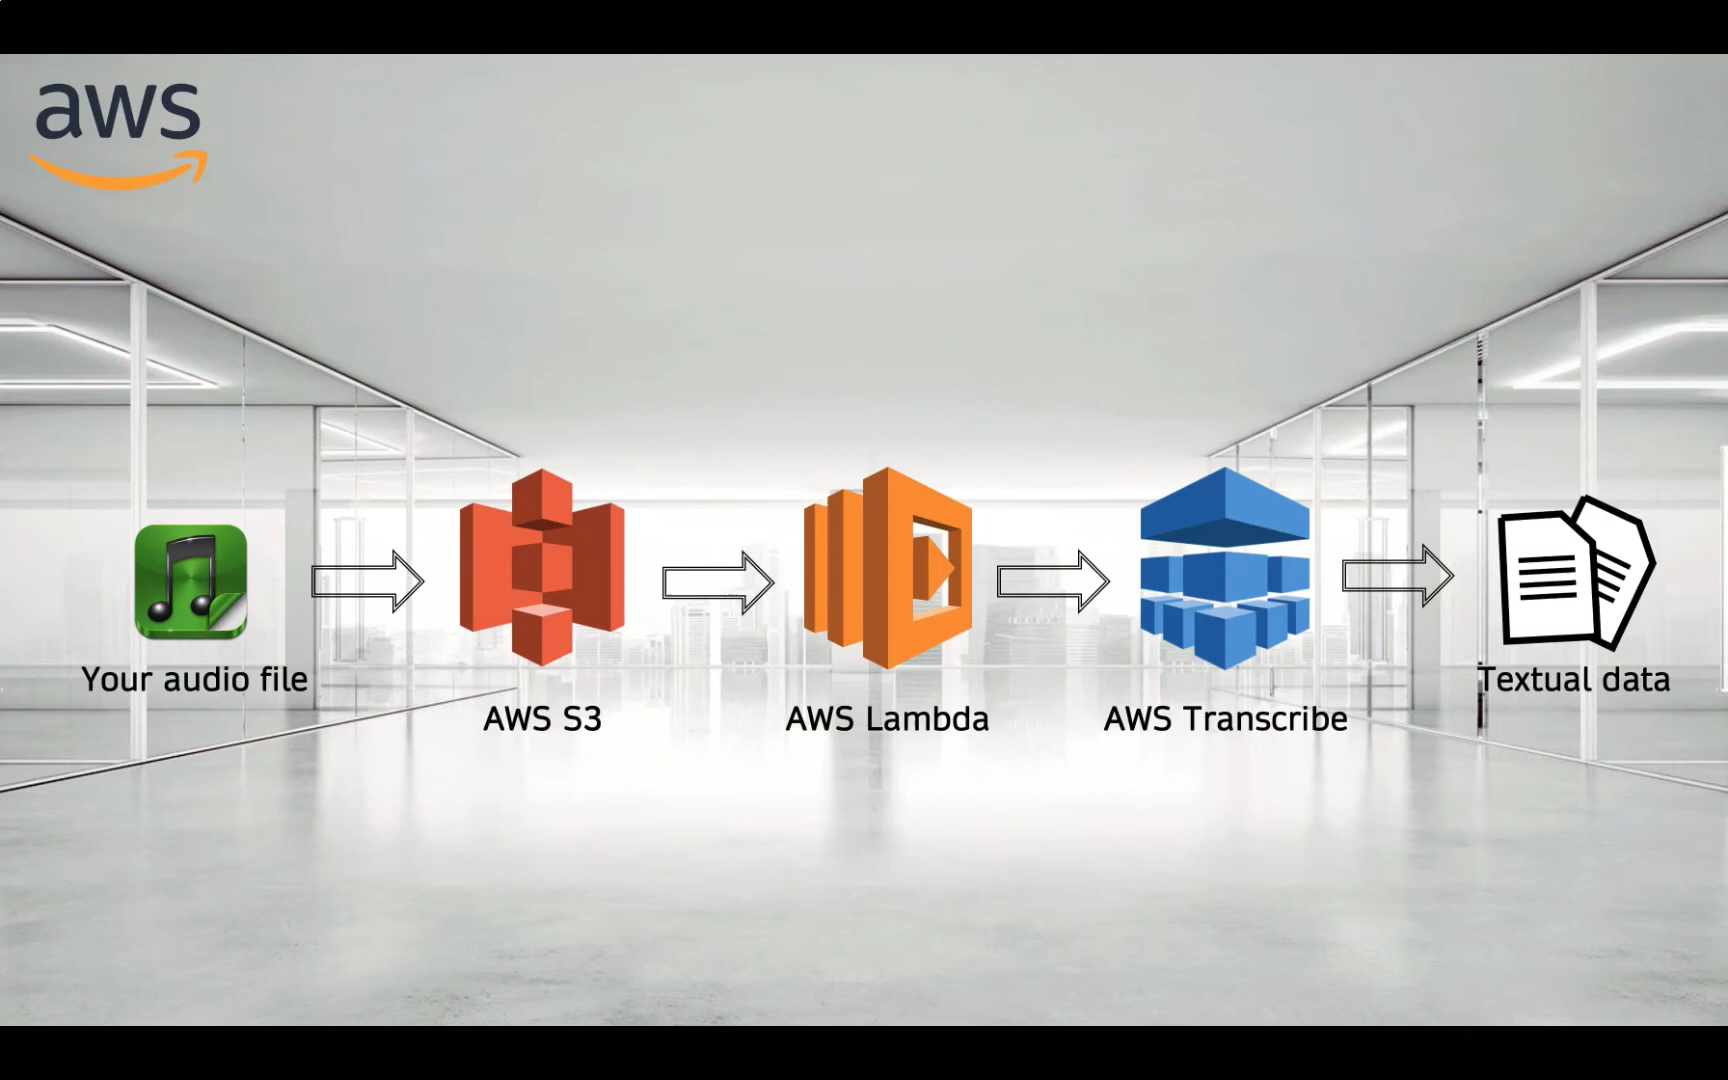 aws
Your audio file
AWS S3
AWS Lambda
AWS Transcribe
Textual data